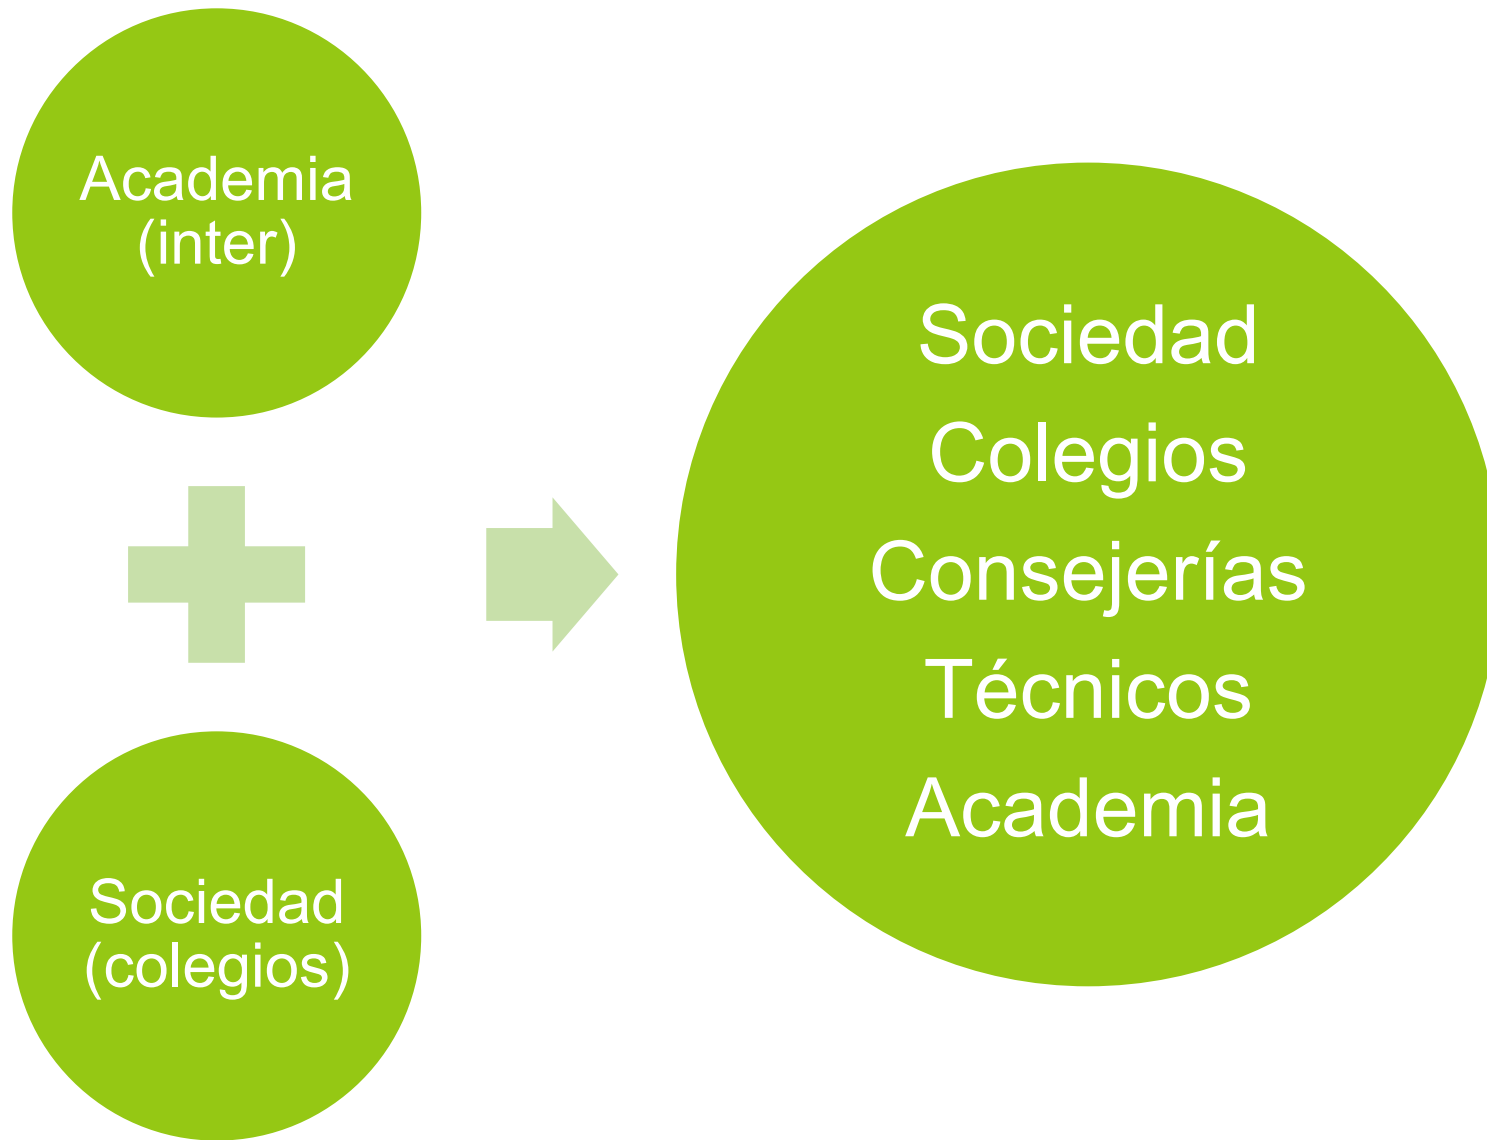 Academia
(inter)
Sociedad
(colegios)
Sociedad
Colegios
Consejerías
Técnicos
Academia